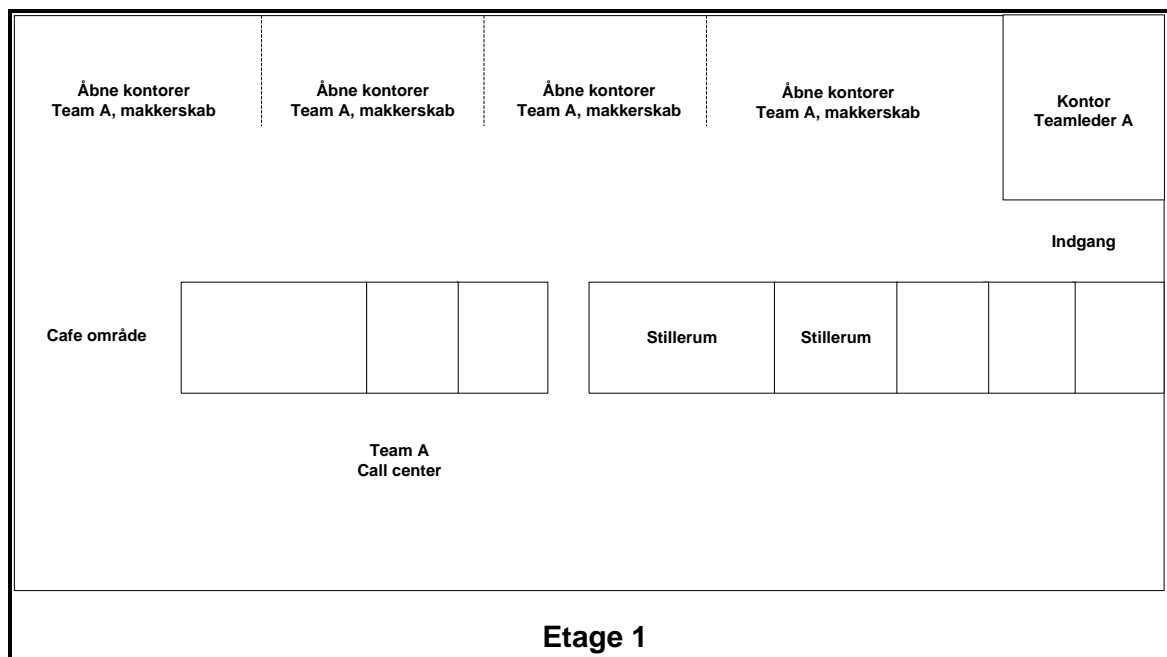 Åbne kontorer
Team A, makkerskab
Åbne kontorer
Team A, makkerskab
Åbne kontorer
Team A, makkerskab
Åbne kontorer
Team A, makkerskab
Kontor
Teamleder A
Indgang
Cafe område
Stillerum
Stillerum
Team A
Call center
Etage 1